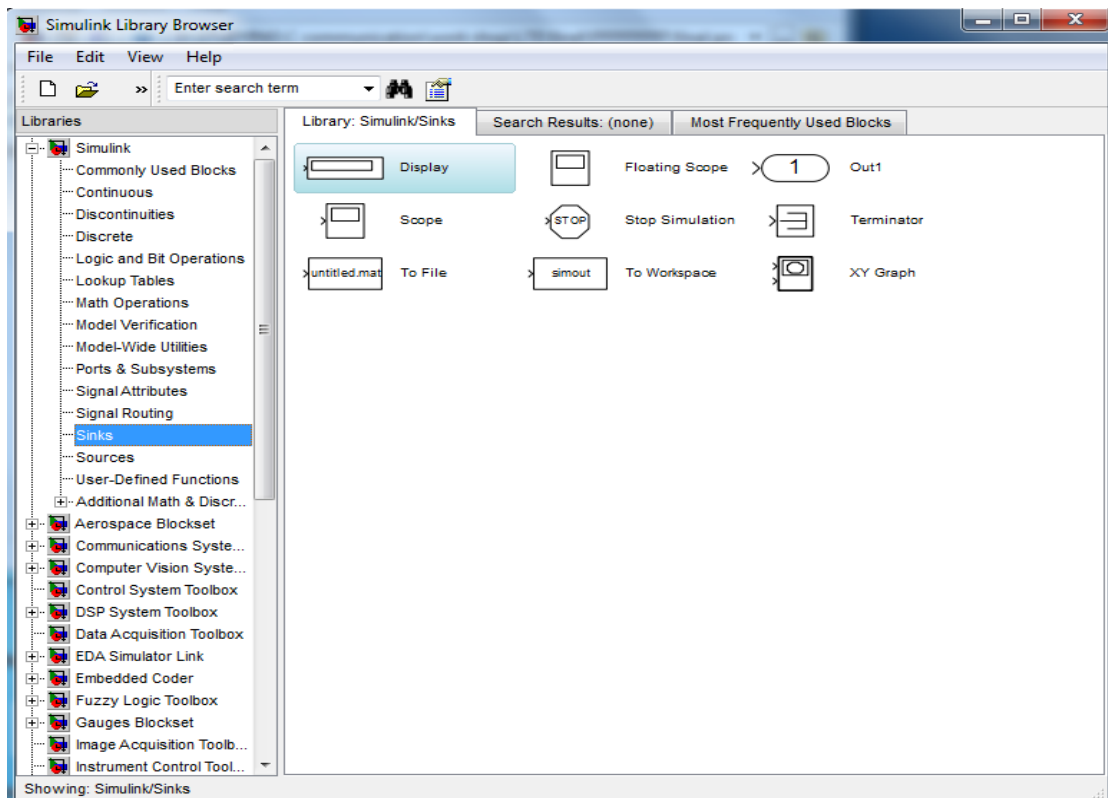 Simulink Library Browser
File Edit View Help
» Enter search term
Libraries
Simulink
Commonly Used Blocks
Continuous
Discontinuities
Discrete
Logic and Bit Operations
Lookup Tables
Math Operations
Model Verification
Model-Wide Utilities
Ports & Subsystems
Signal Attributes
Signal Routing
Sinks
Sources
User-Defined Functions
Additional Math & Discr...
Aerospace Blockset
Communications Syste...
Computer Vision Syste...
Control System Toolbox
DSP System Toolbox
Data Acquisition Toolbox
EDA Simulator Link
Embedded Coder
Fuzzy Logic Toolbox
Gauges Blockset
Image Acquisition Toolb...
Instrument Control Tool...
Library: Simulink/Sinks Search Results: (none) Most Frequently Used Blocks
Display Floating Scope 1 Out1
Scope STOP Stop Simulation Terminator
untitled.mat To File simout To Workspace XY Graph
Showing: Simulink/Sinks